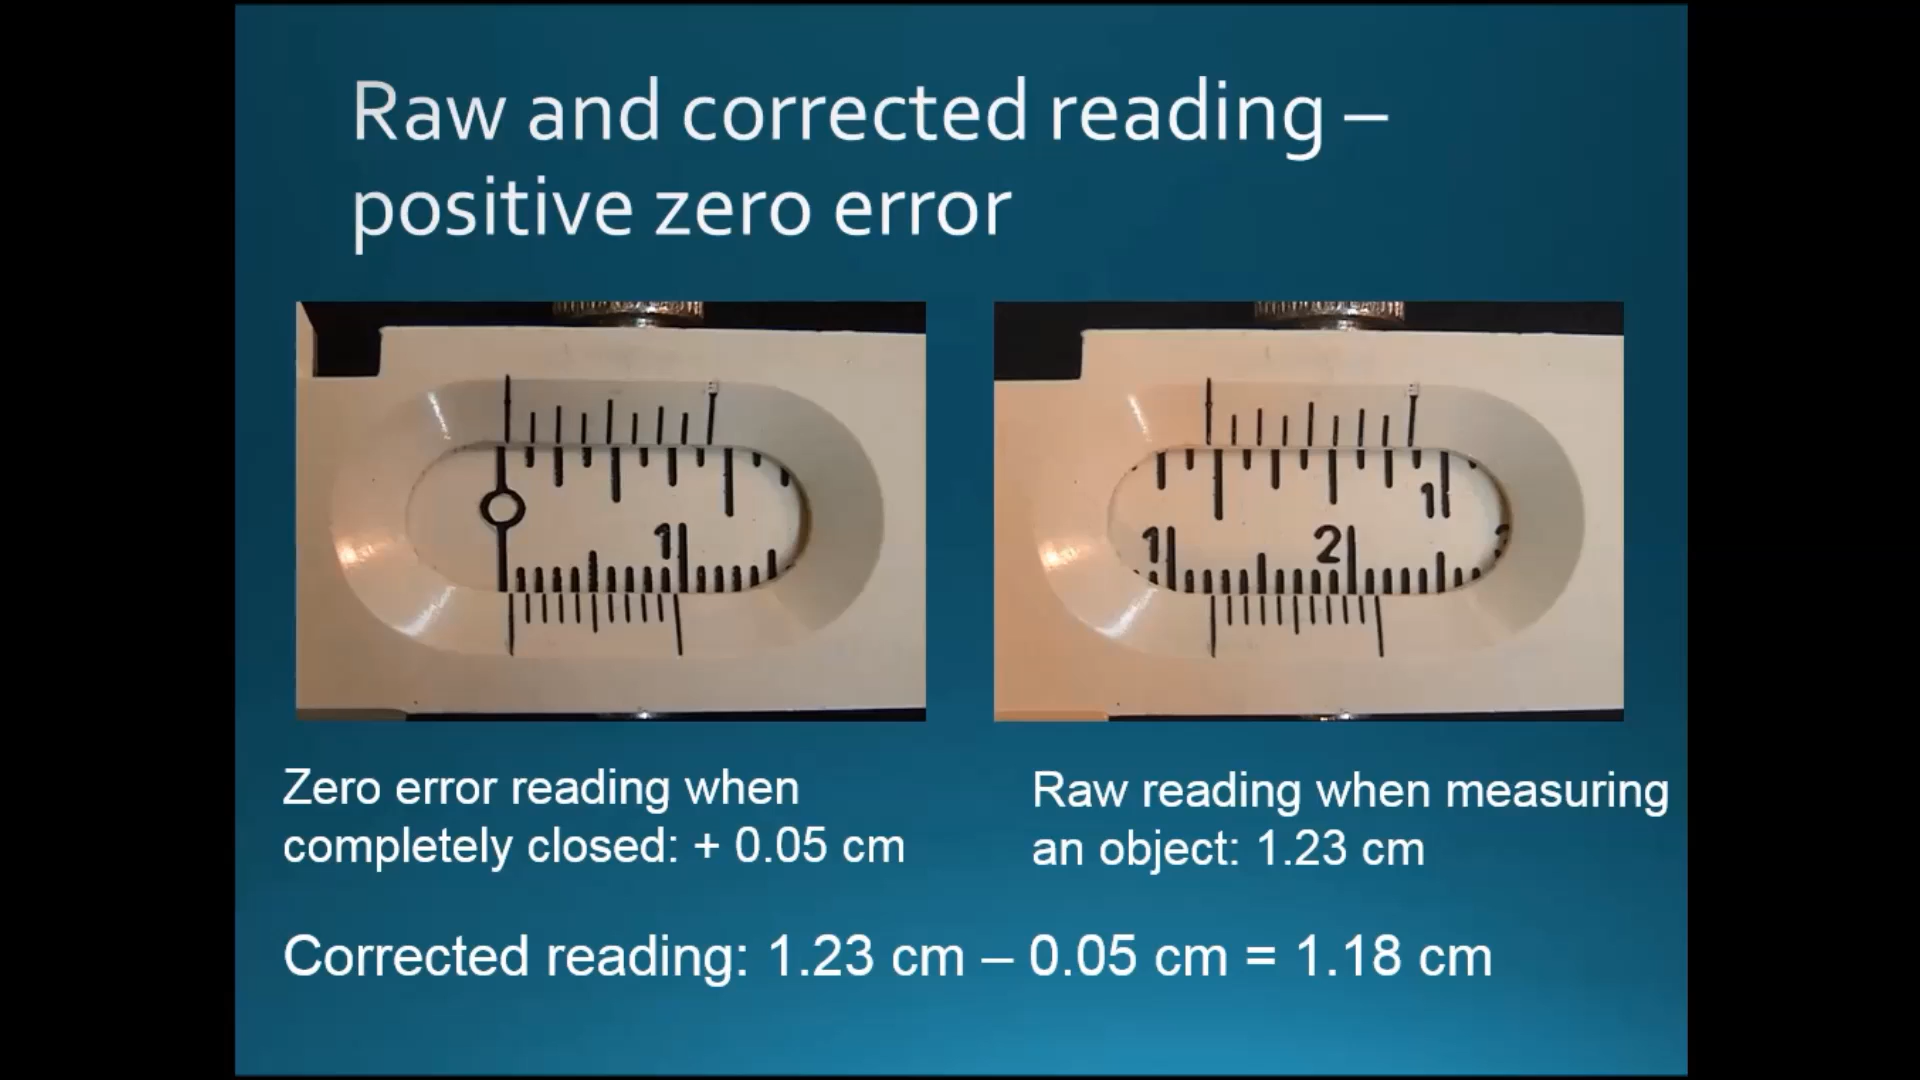 Raw and corrected reading –
positive zero error
1
1
1
2
Zero error reading when
completely closed: + 0.05 cm
Raw reading when measuring
an object: 1.23 cm
Corrected reading: 1.23 cm – 0.05 cm = 1.18 cm